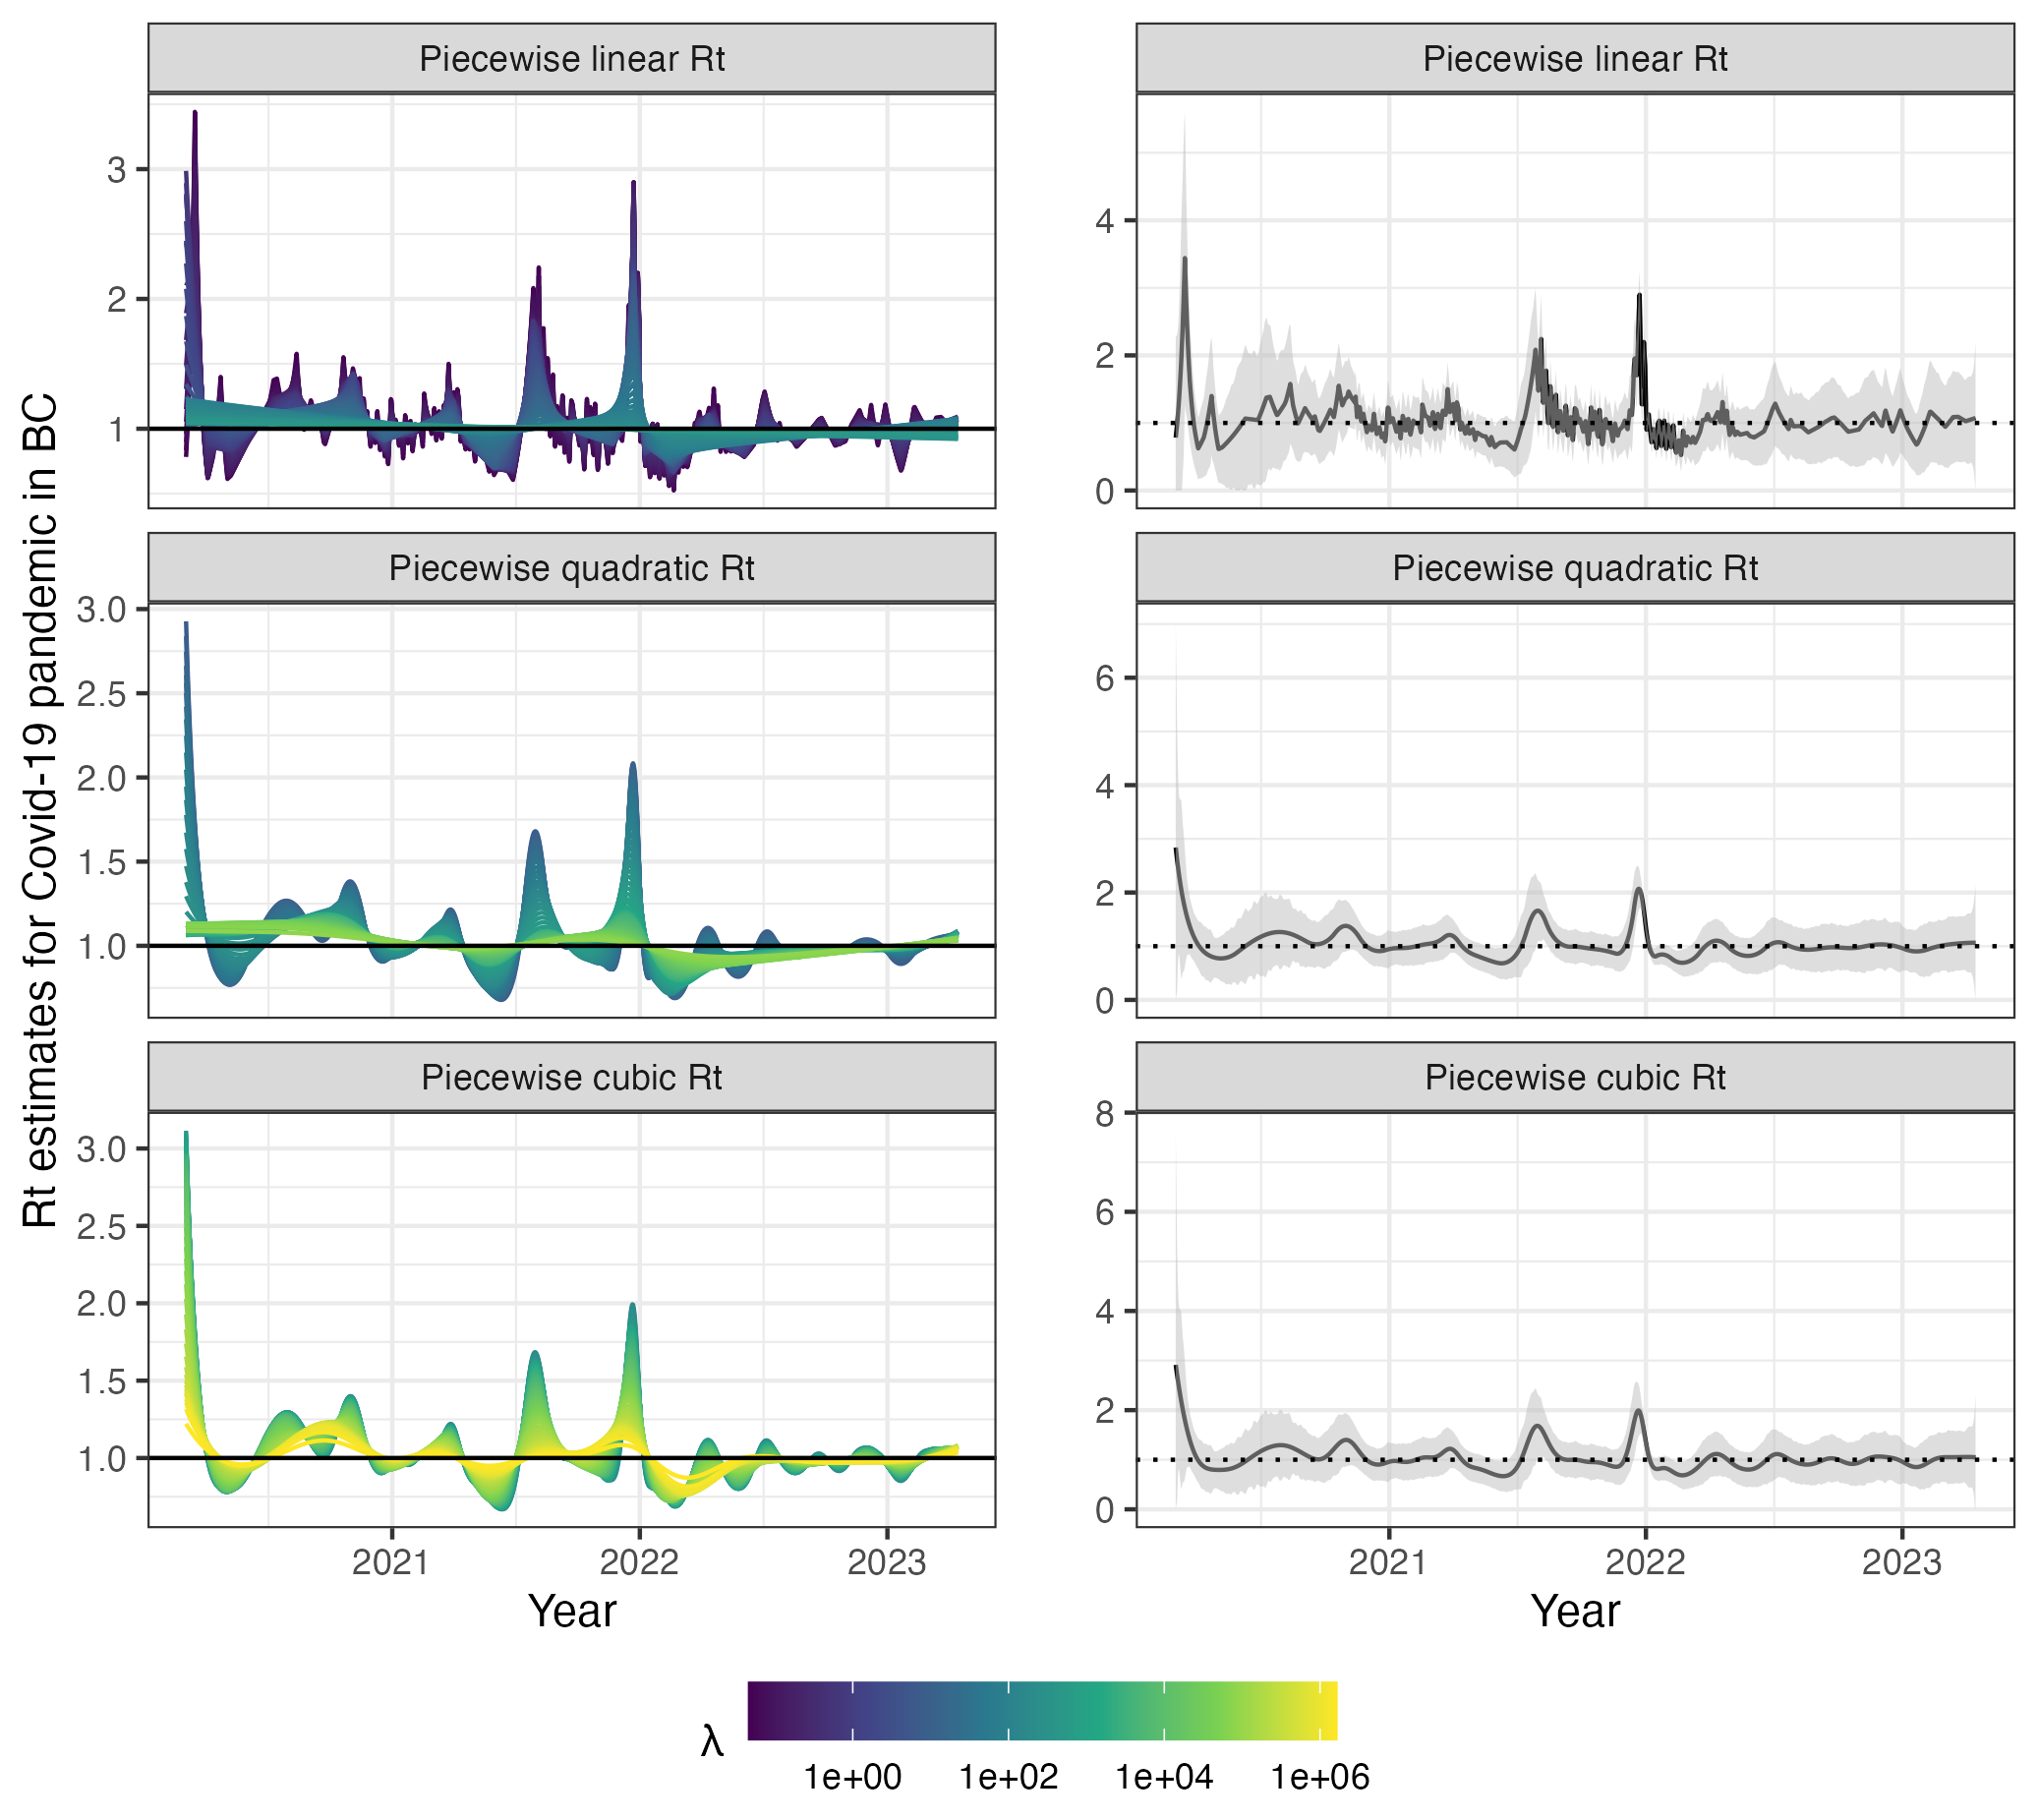 Rt estimates for Covid-19 pandemic in BC
Piecewise linear Rt
3
2
1
Piecewise linear Rt
4
2
0
Piecewise quadratic Rt
3.0
2.5
2.0
1.5
1.0
Piecewise quadratic Rt
6
4
2
0
Piecewise cubic Rt
3.0
2.5
2.0
1.5
1.0
2021 2022 2023
Year
Piecewise cubic Rt
8
6
4
2
0
2021 2022 2023
Year
λ
1e+00 1e+02 1e+04 1e+06